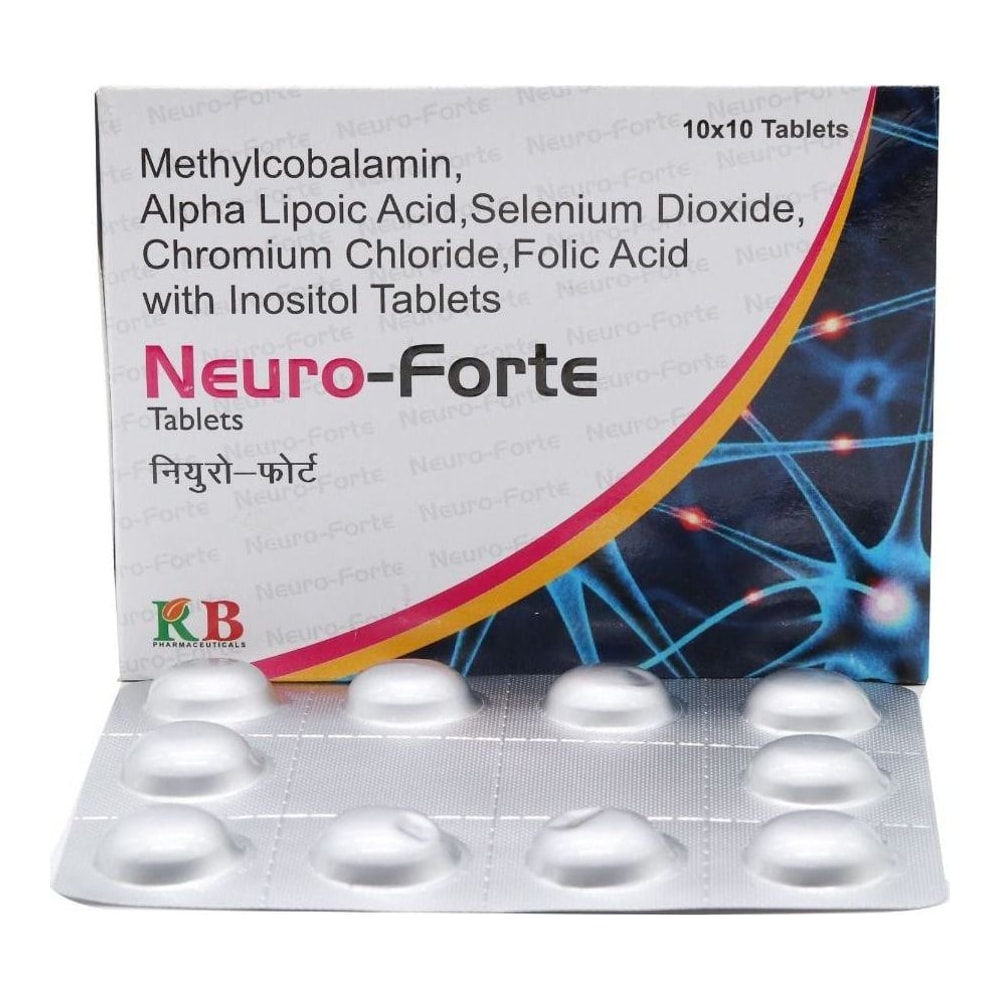 10x10 Tablets
Methylcobalamin,
Alpha Lipoic Acid,Selenium Dioxide,
Chromium Chloride,Folic Acid
with Inositol Tablets
Neuro-Forte
Tablets
नियुरो-फोर्ट
KB
PHARMACEUTICALS